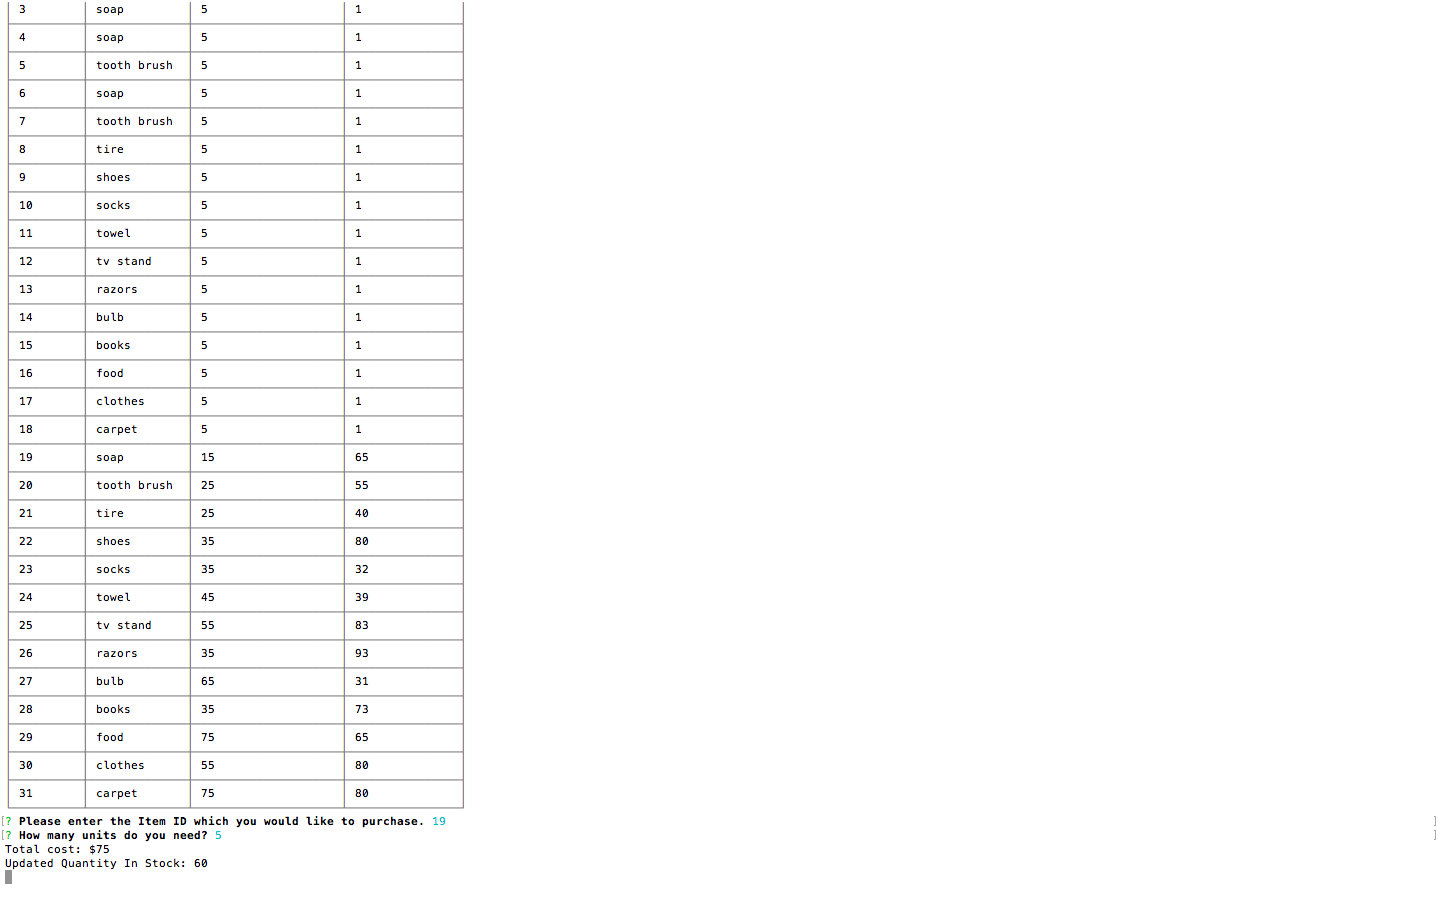 3 soap 5 1
4 soap 5 1
5 tooth brush 5 1
6 soap 5 1
7 tooth brush 5 1
8 tire 5 1
9 shoes 5 1
10 socks 5 1
11 towel 5 1
12 tv stand 5 1
13 razors 5 1
14 bulb 5 1
15 books 5 1
16 food 5 1
17 clothes 5 1
18 carpet 5 1
19 soap 15 65
20 tooth brush 25 55
21 tire 25 40
22 shoes 35 80
23 socks 35 32
24 towel 45 39
25 tv stand 55 83
26 razors 35 93
27 bulb 65 31
28 books 35 73
29 food 75 65
30 clothes 55 80
31 carpet 75 80
[? Please enter the Item ID which you would like to purchase. 19 ]
[? How many units do you need? 5 ]
Total cost: $75
Updated Quantity In Stock: 60